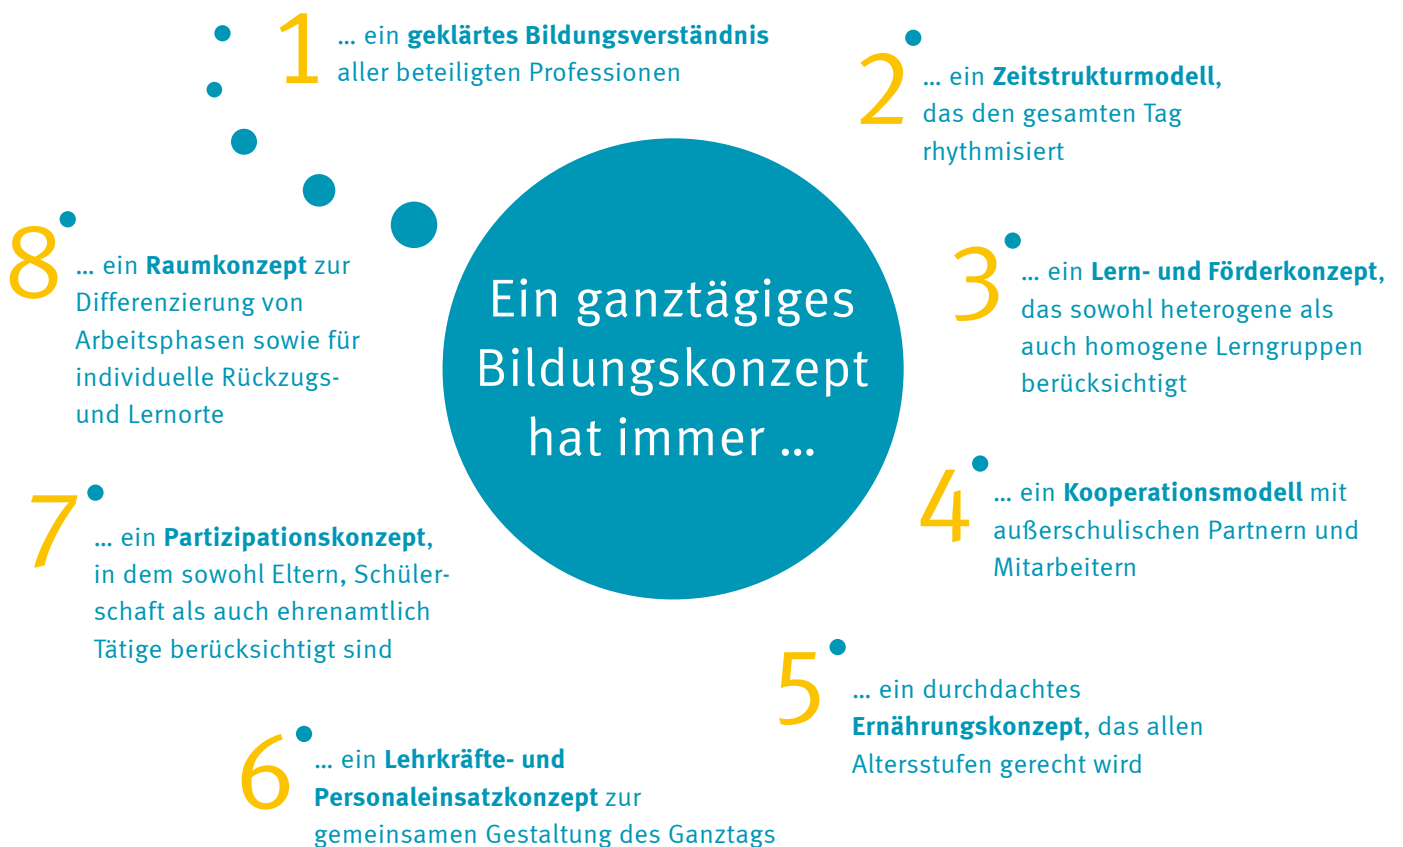 Ein ganztägiges
Bildungskonzept
hat immer ...
1
... ein geklärtes Bildungsverständnis
aller beteiligten Professionen
2
... ein Zeitstrukturmodell,
das den gesamten Tag
rhythmisiert
3
... ein Lern- und Förderkonzept,
das sowohl heterogene als
auch homogene Lerngruppen
berücksichtigt
4
... ein Kooperationsmodell mit
außerschulischen Partnern und
Mitarbeitern
5
... ein durchdachtes
Ernährungskonzept, das allen
Altersstufen gerecht wird
6
... ein Lehrkräfte- und
Personaleinsatzkonzept zur
gemeinsamen Gestaltung des Ganztags
7
... ein Partizipationskonzept,
in dem sowohl Eltern, Schüler-
schaft als auch ehrenamtlich
Tätige berücksichtigt sind
8
... ein Raumkonzept zur
Differenzierung von
Arbeitsphasen sowie für
individuelle Rückzugs-
und Lernorte